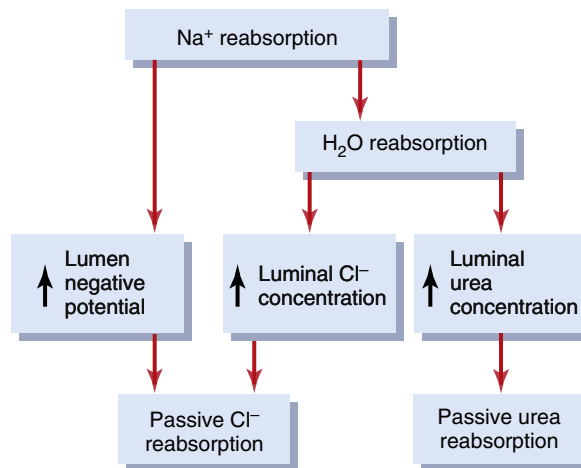 Na⁺ reabsorption
H₂O reabsorption
Lumen
negative
potential
Luminal Cl⁻
concentration
Luminal
urea
concentration
Passive Cl⁻
reabsorption
Passive urea
reabsorption